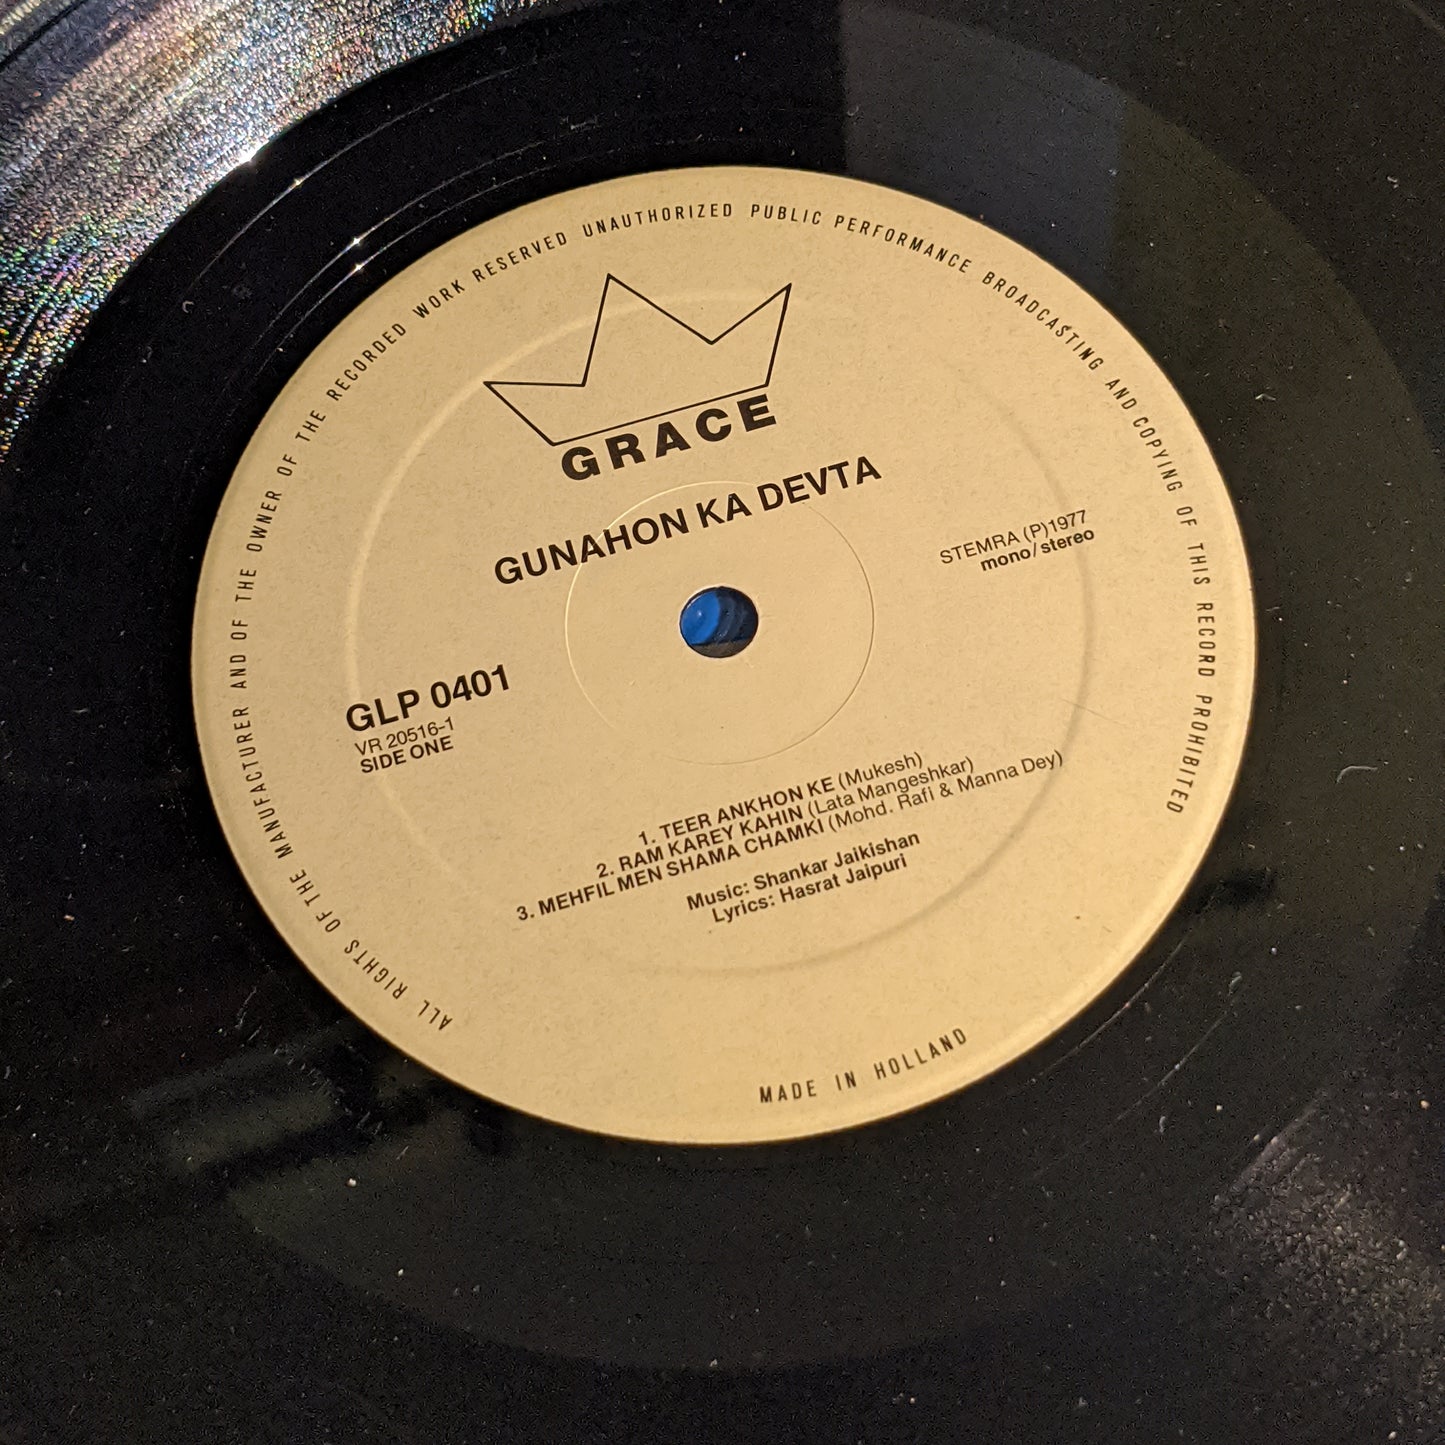 ALL RIGHTS OF THE MANUFACTURER AND OF THE OWNER OF THE RECORDED WORK RESERVED UNAUTHORIZED PUBLIC PERFORMANCE BROADCASTING AND COPYING OF THIS RECORD PROHIBITED
GRACE
GUNAHON KA DEVTA
STEMRA (P)1977
mono/stereo
GLP 0401
VR 20516-1
SIDE ONE
1. TEER ANKHON KE (Mukesh)
2. RAM KAREY KAHIN (Lata Mangeshkar)
3. MEHFIL MEN SHAMA CHAMKI (Mohd. Rafi & Manna Dey)
Music: Shankar Jaikishan
Lyrics: Hasrat Jaipuri
MADE IN HOLLAND